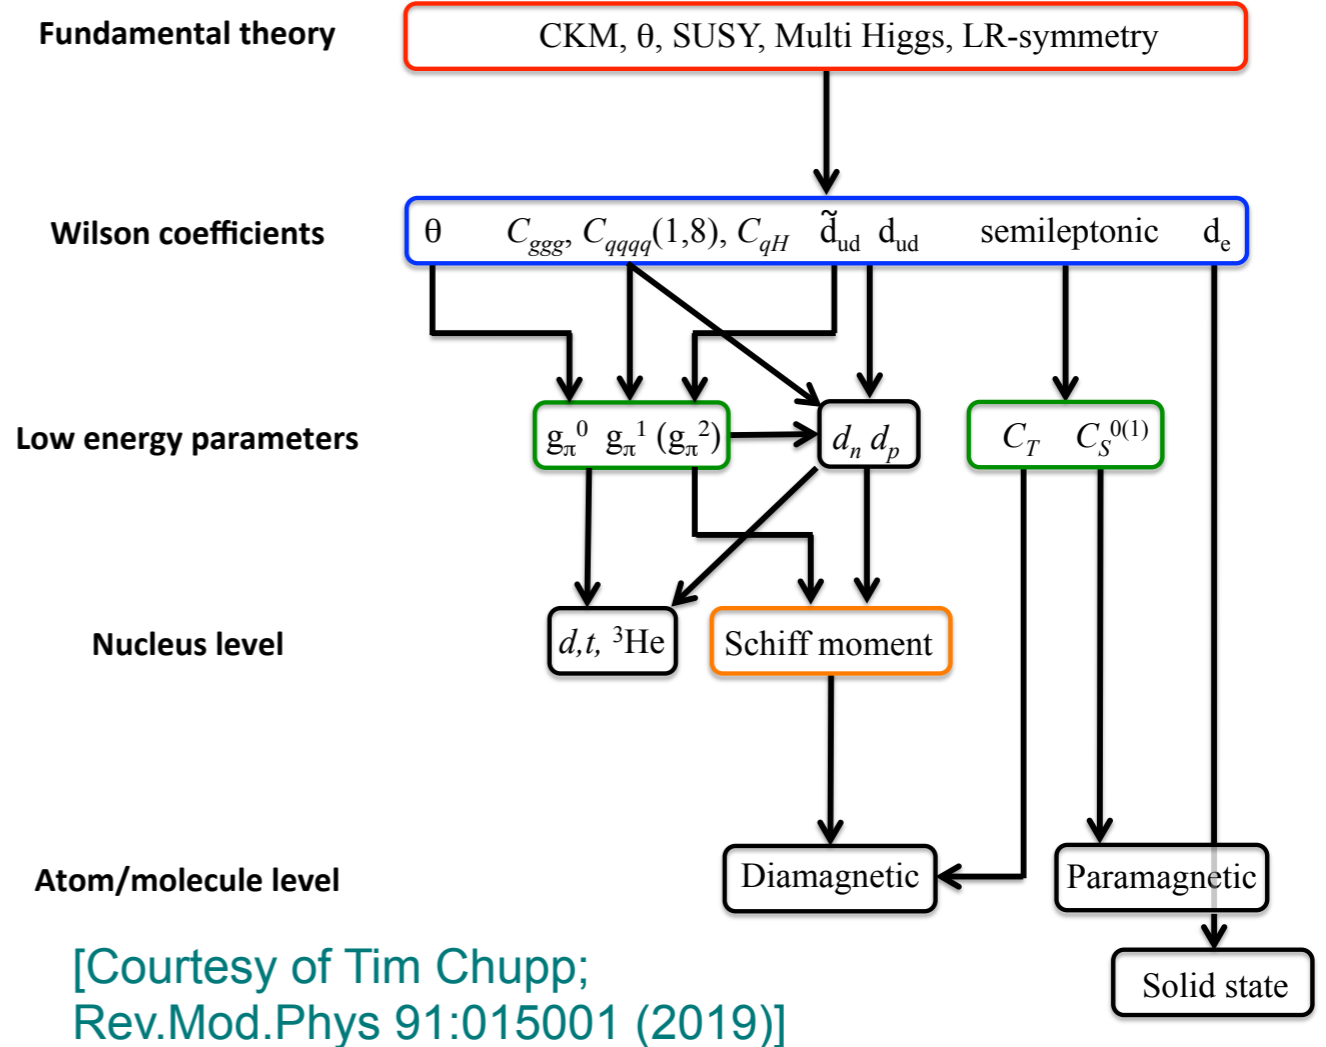 Fundamental theory
CKM, θ, SUSY, Multi Higgs, LR-symmetry
Wilson coefficients
θ C_ggg, C_qqqq(1,8), C_qH d̃_ud d_ud semileptonic d_e
Low energy parameters
g_π^0 g_π^1 (g_π^2) d_n d_p C_T C_S^0(1)
Nucleus level
d,t, ³He Schiff moment
Atom/molecule level
Diamagnetic Paramagnetic
Solid state
[Courtesy of Tim Chupp;
Rev.Mod.Phys 91:015001 (2019)]